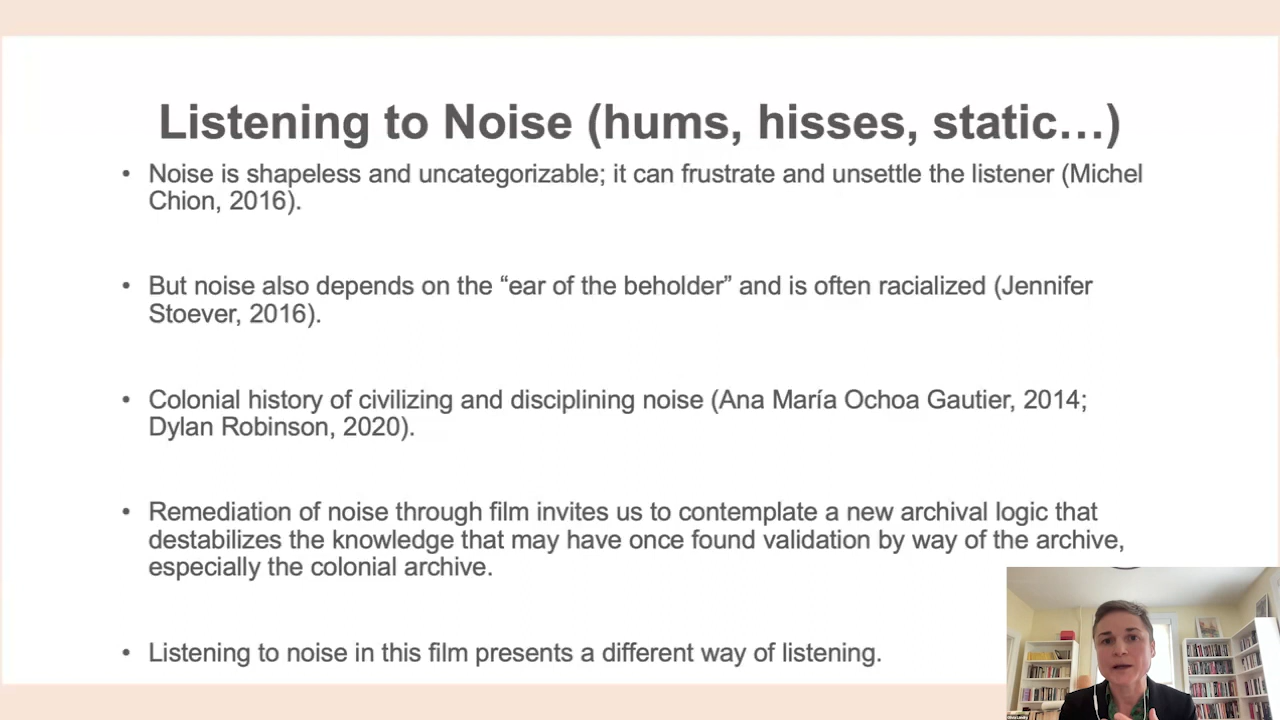 Listening to Noise (hums, hisses, static…)
• Noise is shapeless and uncategorizable; it can frustrate and unsettle the listener (Michel
Chion, 2016).
• But noise also depends on the “ear of the beholder” and is often racialized (Jennifer
Stoever, 2016).
• Colonial history of civilizing and disciplining noise (Ana María Ochoa Gautier, 2014;
Dylan Robinson, 2020).
• Remediation of noise through film invites us to contemplate a new archival logic that
destabilizes the knowledge that may have once found validation by way of the archive,
especially the colonial archive.
• Listening to noise in this film presents a different way of listening.